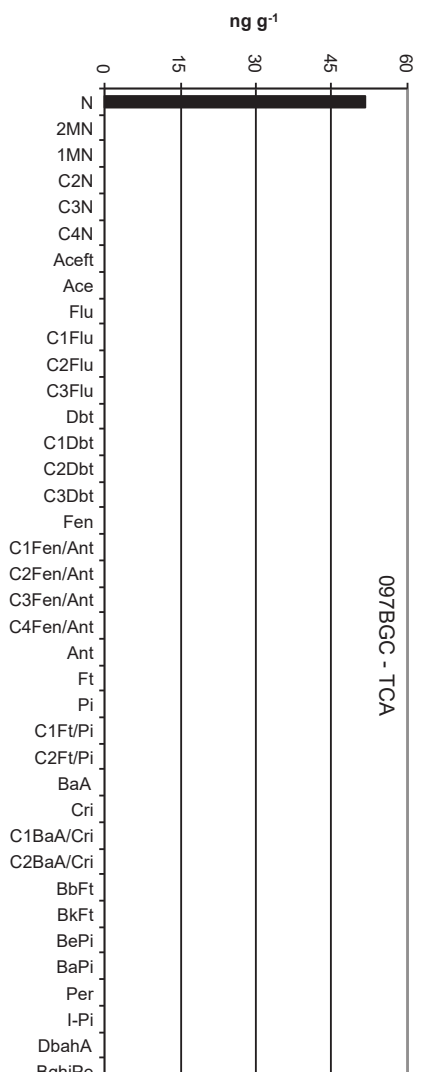 ng g-1
0 15 30 45 60
N
2MN
1MN
C2N
C3N
C4N
Aceft
Ace
Flu
C1Flu
C2Flu
C3Flu
Dbt
C1Dbt
C2Dbt
C3Dbt
Fen
C1Fen/Ant
C2Fen/Ant
C3Fen/Ant
C4Fen/Ant
Ant
Ft
Pi
C1Ft/Pi
C2Ft/Pi
BaA
Cri
C1BaA/Cri
C2BaA/Cri
BbFt
BkFt
BePi
BaPi
Per
I-Pi
DbahA
BghiPe
097BGC - TCA